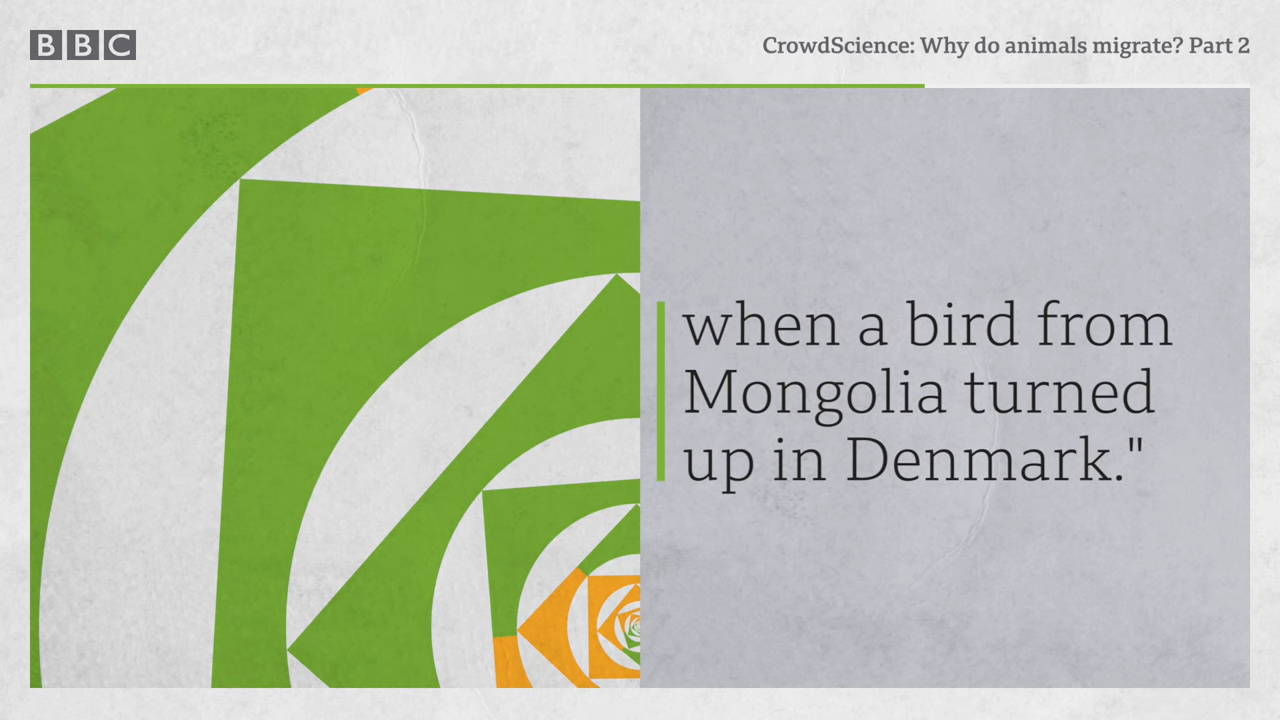 BBC
CrowdScience: Why do animals migrate? Part 2
when a bird from
Mongolia turned
up in Denmark."